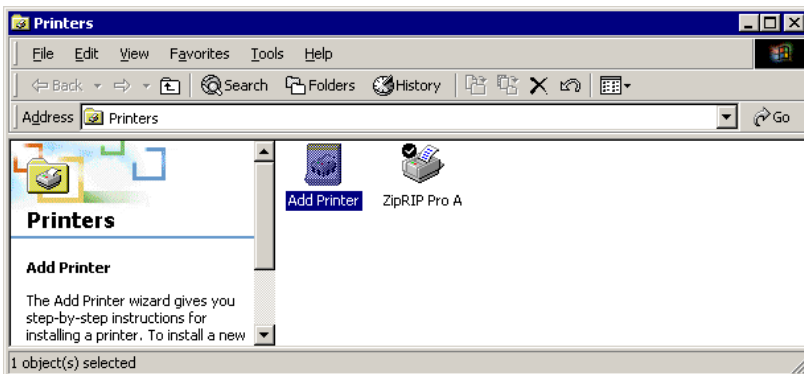 Printers
File Edit View Favorites Tools Help
Back Search Folders History
Address Printers Go
Add Printer ZipRIP Pro A
Printers
Add Printer
The Add Printer wizard gives you
step-by-step instructions for
installing a printer. To install a new
1 object(s) selected